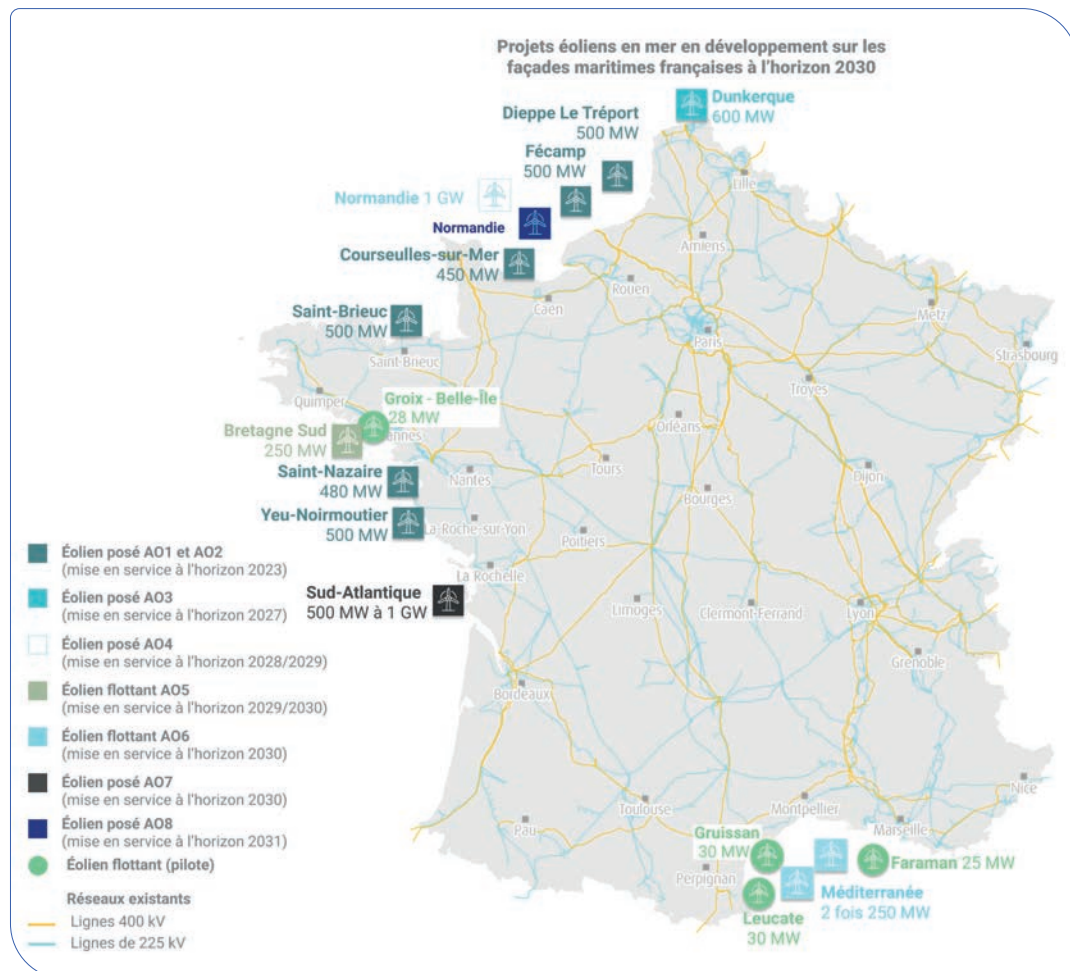 Projets éoliens en mer en développement sur les
façades maritimes françaises à l'horizon 2030
Dunkerque
600 MW
Dieppe Le Tréport
500 MW
Fécamp
500 MW
Lille
Normandie 1 GW
Normandie
Amiens
Courseulles-sur-Mer
450 MW
Rouen
Caen
Metz
Saint-Brieuc
500 MW
Paris
Strasbourg
Saint-Brieuc
Troyes
Quimper
Groix - Belle-Île
28 MW
Orléans
Bretagne Sud
250 MW
ennes
Saint-Nazaire
480 MW
Nantes
Tours
Dijon
Bourges
Yeu-Noirmoutier
500 MW
La-Roche-sur-Yon
Poitiers
La Rochelle
Sud-Atlantique
500 MW à 1 GW
Limoges
Clermont-Ferrand
Lyon
Grenoble
Bordeaux
Éolien posé AO1 et AO2
(mise en service à l'horizon 2023)
Éolien posé AO3
(mise en service à l'horizon 2027)
Éolien posé AO4
(mise en service à l'horizon 2028/2029)
Éolien flottant AO5
(mise en service à l'horizon 2029/2030)
Éolien flottant AO6
(mise en service à l'horizon 2030)
Éolien posé AO7
(mise en service à l'horizon 2030)
Éolien posé AO8
(mise en service à l'horizon 2031)
Éolien flottant (pilote)
Réseaux existants
Lignes 400 kV
Lignes de 225 kV
Nice
Toulouse
Montpellier
Pau
Marseille
Gruissan
30 MW
Faraman 25 MW
Perpignan
Méditerranée
2 fois 250 MW
Leucate
30 MW